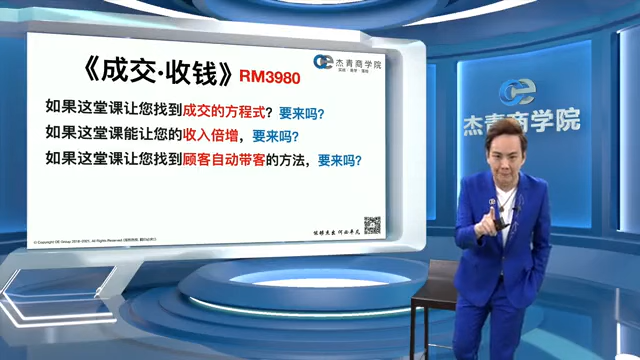 《成交·收钱》 RM3980
杰青商学院
如果这堂课让您找到成交的方程式？要来吗？
如果这堂课能让您的收入倍增，要来吗？
如果这堂课让您找到顾客自动带客的方法，要来吗？
杰青商学院